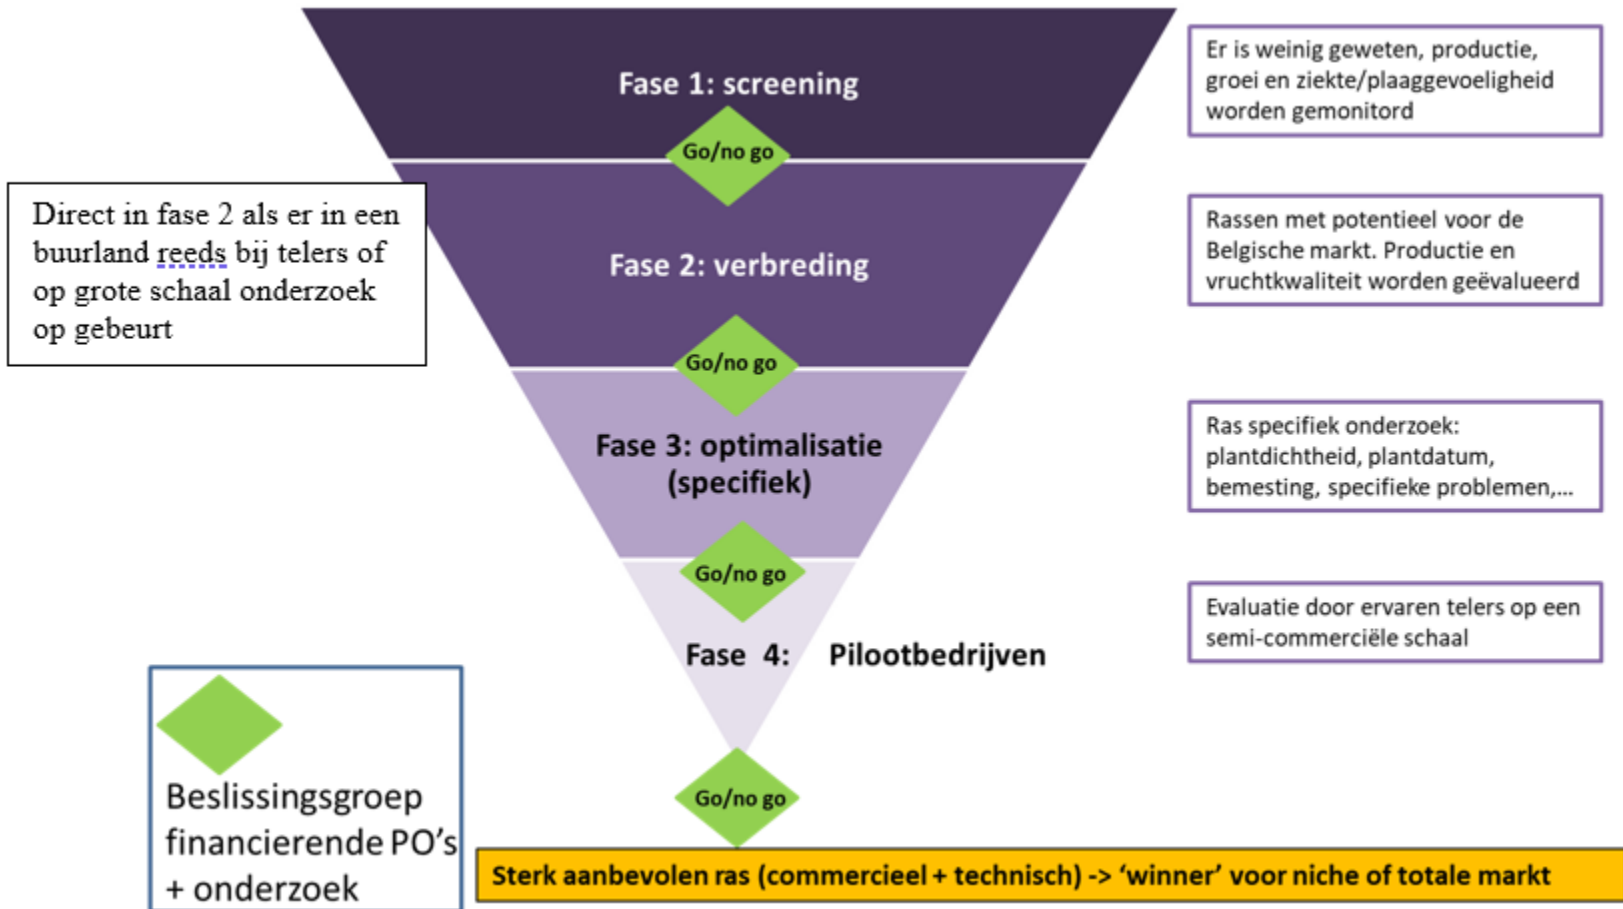 Fase 1: screening
Er is weinig geweten, productie,
groei en ziekte/plaaggevoeligheid
worden gemonitord
Go/no go
Direct in fase 2 als er in een
buurland reeds bij telers of
op grote schaal onderzoek
op gebeurt
Fase 2: verbreding
Rassen met potentieel voor de
Belgische markt. Productie en
vruchtkwaliteit worden geëvalueerd
Go/no go
Fase 3: optimalisatie
(specifiek)
Ras specifiek onderzoek:
plantdichtheid, plantdatum,
bemesting, specifieke problemen,...
Go/no go
Fase 4: Pilootbedrijven
Evaluatie door ervaren telers op een
semi-commerciële schaal
Go/no go
Beslissingsgroep
financierende PO's
+ onderzoek
Sterk aanbevolen ras (commercieel + technisch) -> ‘winner’ voor niche of totale markt